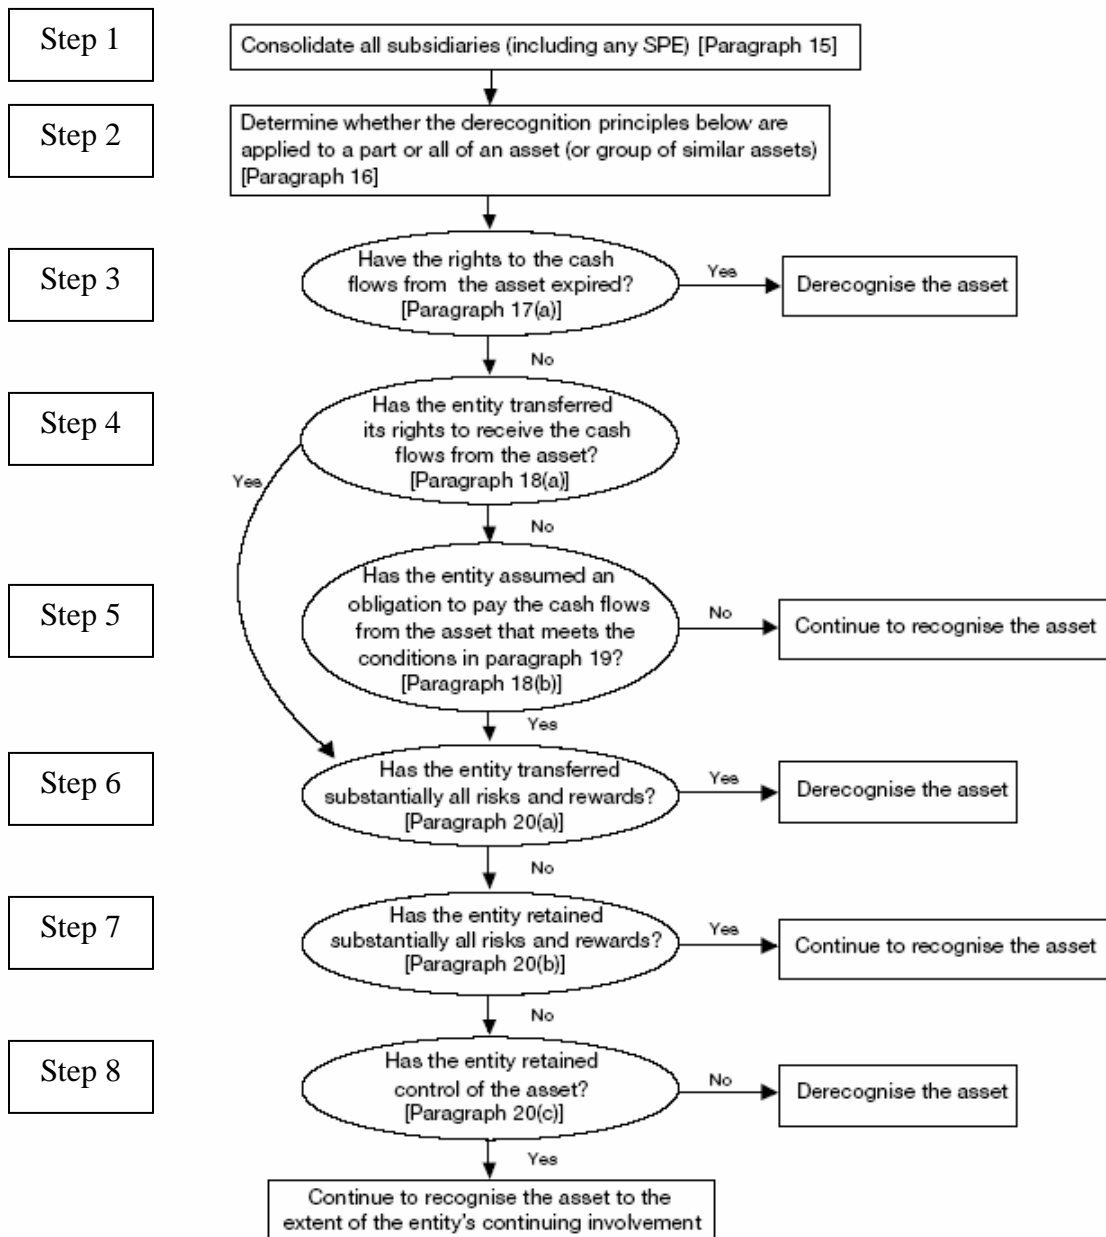 Step 1
Consolidate all subsidiaries (including any SPE) [Paragraph 15]
Step 2
Determine whether the derecognition principles below are
applied to a part or all of an asset (or group of similar assets)
[Paragraph 16]
Step 3
Have the rights to the cash
flows from the asset expired?
[Paragraph 17(a)]
Yes
Derecognise the asset
No
Step 4
Has the entity transferred
its rights to receive the cash
flows from the asset?
[Paragraph 18(a)]
Yes
No
Step 5
Has the entity assumed an
obligation to pay the cash flows
from the asset that meets the
conditions in paragraph 19?
[Paragraph 18(b)]
No
Continue to recognise the asset
Yes
Step 6
Has the entity transferred
substantially all risks and rewards?
[Paragraph 20(a)]
Yes
Derecognise the asset
No
Step 7
Has the entity retained
substantially all risks and rewards?
[Paragraph 20(b)]
Yes
Continue to recognise the asset
No
Step 8
Has the entity retained
control of the asset?
[Paragraph 20(c)]
No
Derecognise the asset
Yes
Continue to recognise the asset to the
extent of the entity's continuing involvement